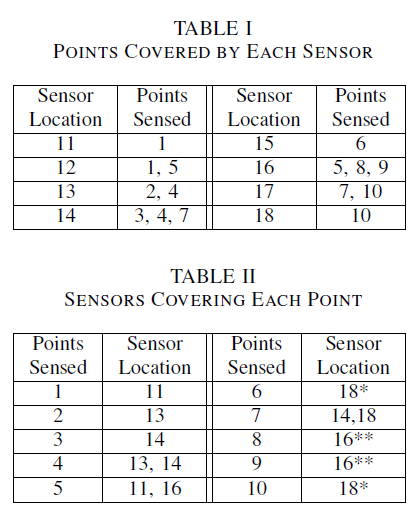 TABLE I
POINTS COVERED BY EACH SENSOR
Sensor Location | Points Sensed | Sensor Location | Points Sensed
11 | 1 | 15 | 6
12 | 1, 5 | 16 | 5, 8, 9
13 | 2, 4 | 17 | 7, 10
14 | 3, 4, 7 | 18 | 10
TABLE II
SENSORS COVERING EACH POINT
Points Sensed | Sensor Location | Points Sensed | Sensor Location
1 | 11 | 6 | 18*
2 | 13 | 7 | 14,18
3 | 14 | 8 | 16**
4 | 13, 14 | 9 | 16**
5 | 11, 16 | 10 | 18*